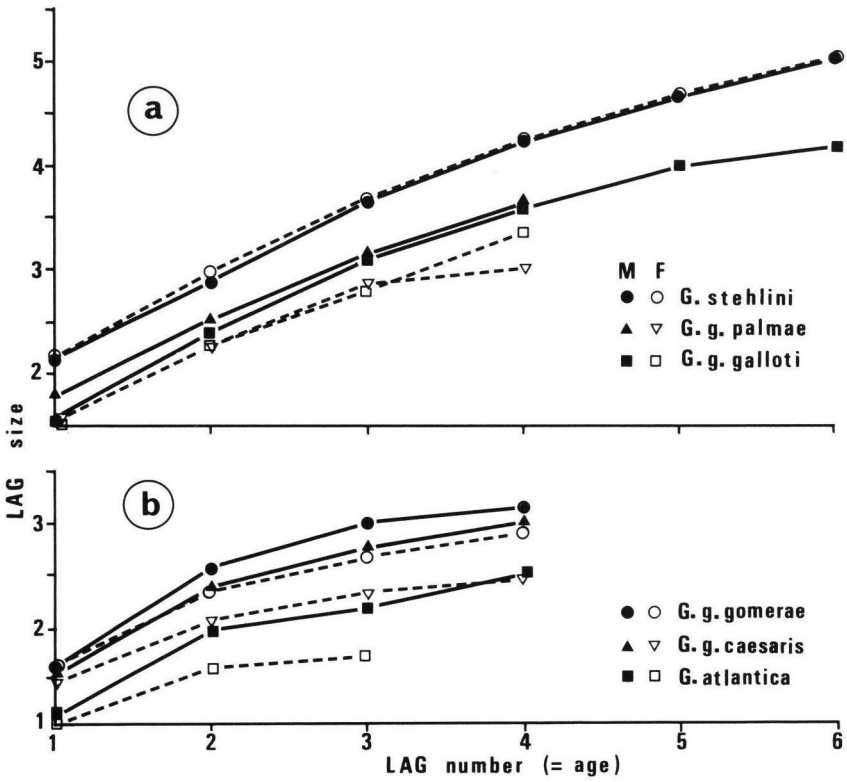 5
4
3
2
a
M F
G. stehlini
G. g. palmae
G. g. galloti
LAG size
b
3
2
1
G. g. gomerae
G. g. caesaris
G. atlantica
1 2 3 4 5 6
LAG number (= age)